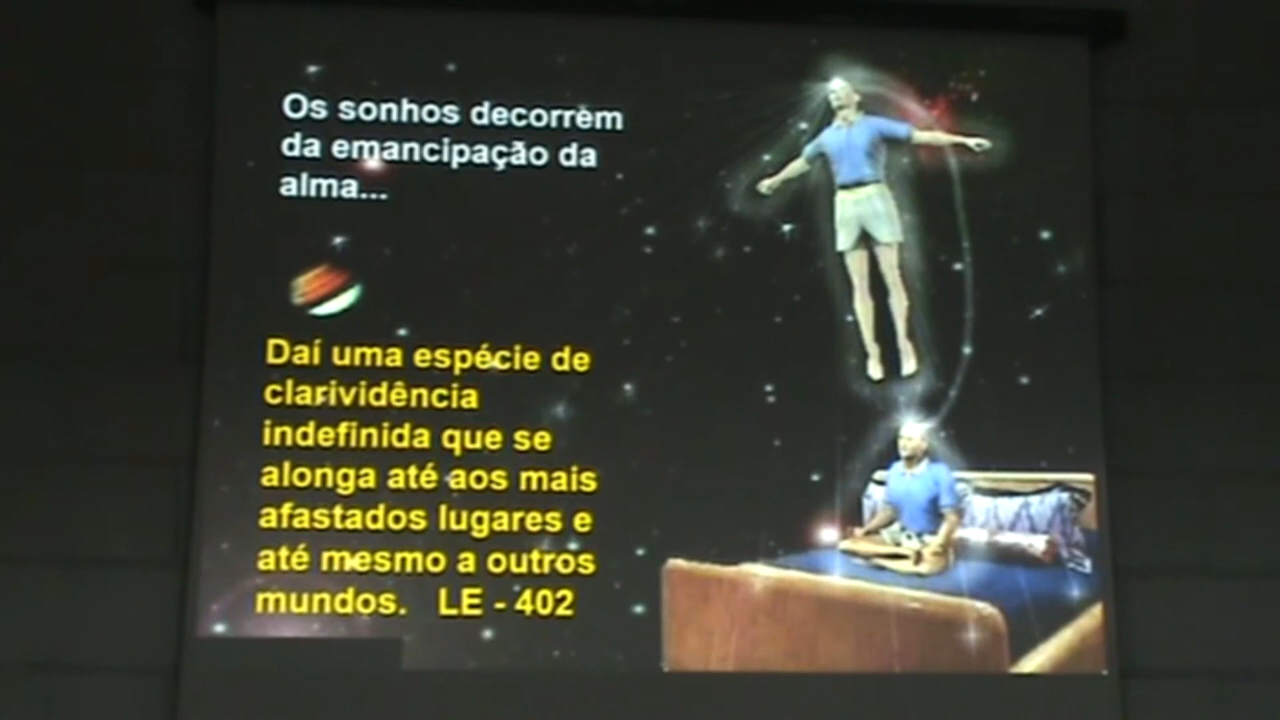 Os sonhos decorrem
da emancipação da
alma...
Daí uma espécie de
clarividência
indefinida que se
alonga até aos mais
afastados lugares e
até mesmo a outros
mundos. LE - 402